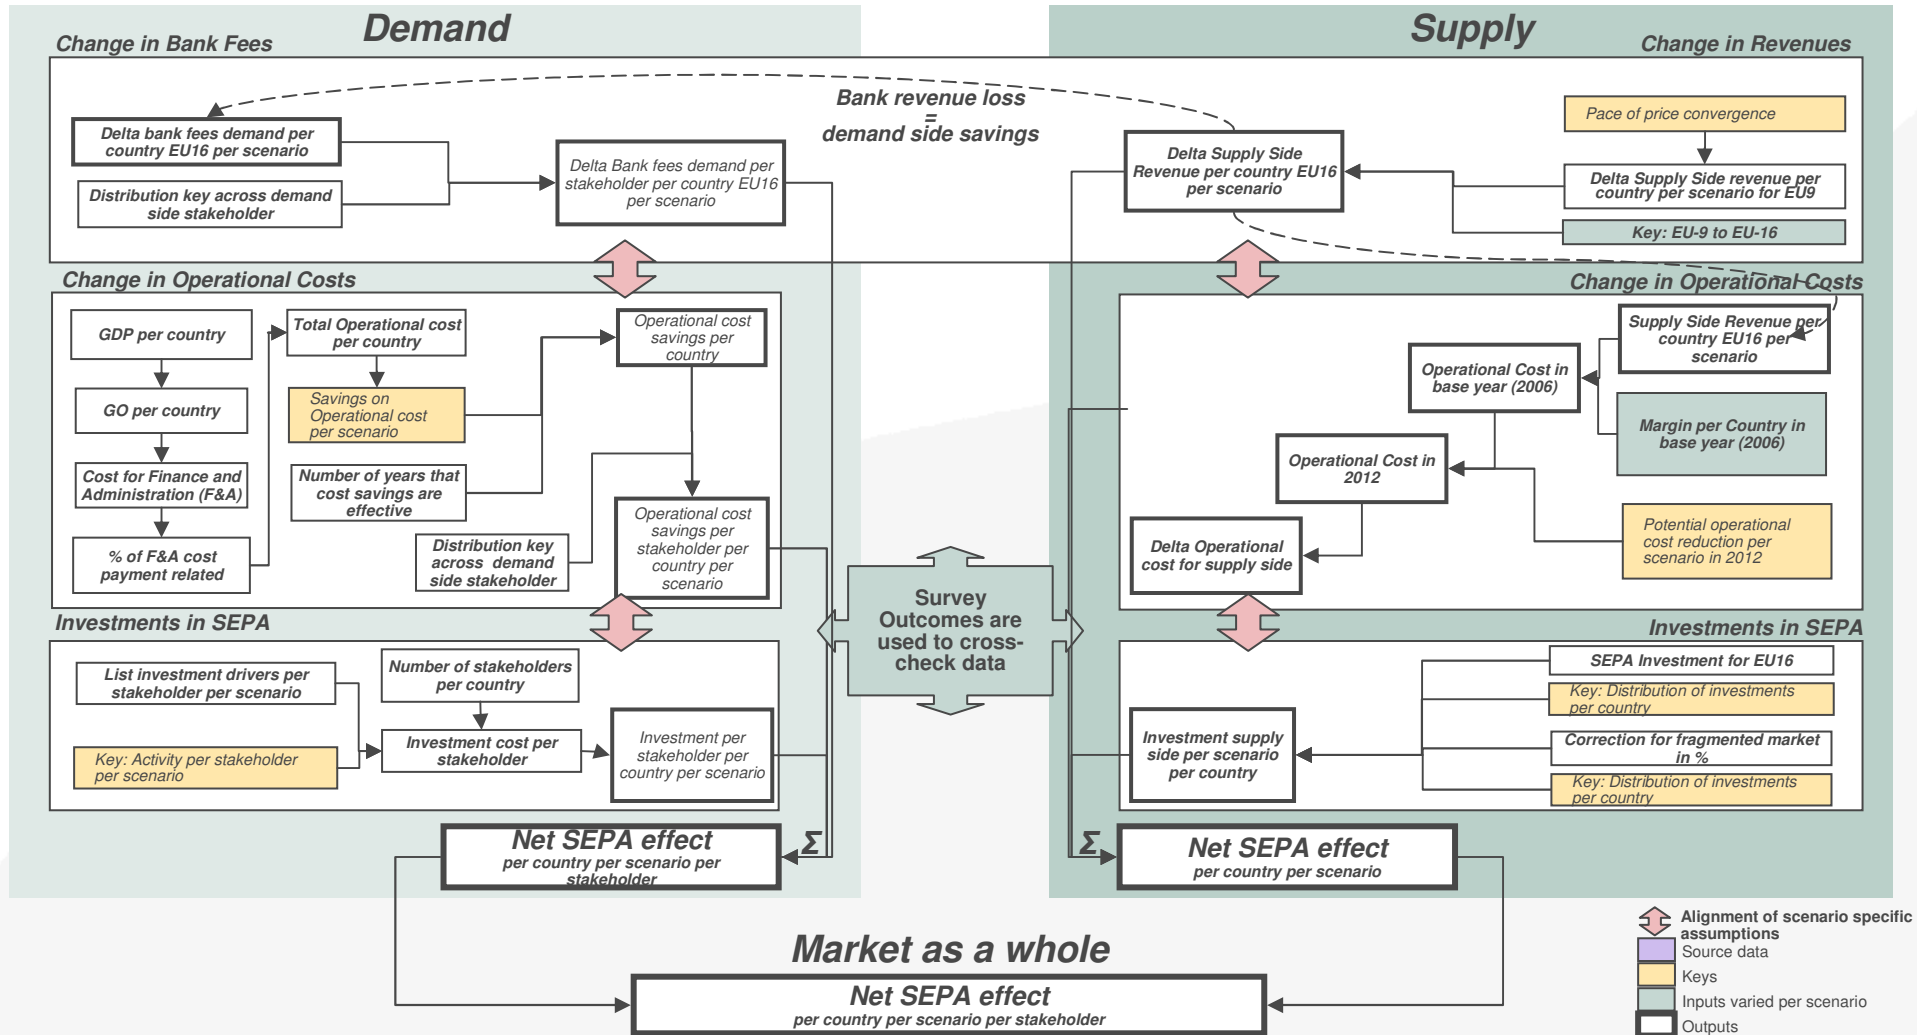 Demand
Supply
Change in Bank Fees
Change in Revenues
Bank revenue loss
=
demand side savings
Delta bank fees demand per
country EU16 per scenario
Distribution key across demand
side stakeholder
Delta Bank fees demand per
stakeholder per country EU16
per scenario
Delta Supply Side
Revenue per country EU16
per scenario
Pace of price convergence
Delta Supply Side revenue per
country per scenario for EU9
Key: EU-9 to EU-16
Change in Operational Costs
GDP per country
GO per country
Cost for Finance and
Administration (F&A)
% of F&A cost
payment related
Total Operational cost
per country
Savings on
Operational cost
per scenario
Number of years that
cost savings are
effective
Distribution key
across demand
side stakeholder
Operational cost
savings per
country
Operational cost
savings per
stakeholder per
country per
scenario
Change in Operational Costs
Supply Side Revenue per
country EU16 per
scenario
Operational Cost in
base year (2006)
Margin per Country in
base year (2006)
Operational Cost in
2012
Potential operational
cost reduction per
scenario in 2012
Delta Operational
cost for supply side
Survey
Outcomes are
used to cross-
check data
Investments in SEPA
List investment drivers per
stakeholder per scenario
Number of stakeholders
per country
Key: Activity per stakeholder
per scenario
Investment cost per
stakeholder
Investment per
stakeholder per
country per scenario
Investments in SEPA
SEPA Investment for EU16
Key: Distribution of investments
per country
Correction for fragmented market
in %
Key: Distribution of investments
per country
Investment supply
side per scenario
per country
Net SEPA effect
per country per scenario per
stakeholder
Σ
Σ
Net SEPA effect
per country per scenario
Market as a whole
Net SEPA effect
per country per scenario per stakeholder
Alignment of scenario specific
assumptions
Source data
Keys
Inputs varied per scenario
Outputs